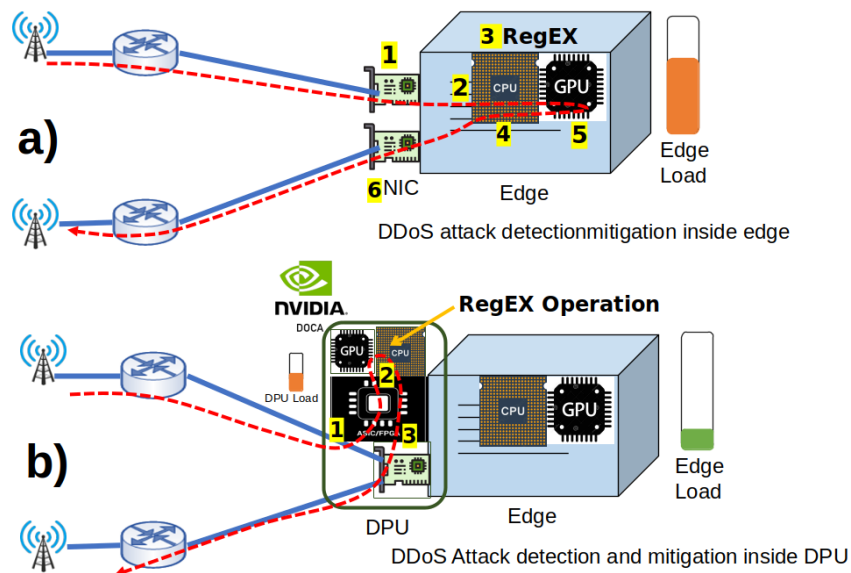 1
3 RegEX
2
CPU
GPU
4
5
a)
6 NIC
Edge
Edge
Load
DDoS attack detectionmitigation inside edge
NVIDIA.
DOCA
RegEX Operation
GPU
CPU
DPU Load
2
1
ASIC/FPGA
3
CPU
GPU
b)
DPU
Edge
Edge
Load
DDoS Attack detection and mitigation inside DPU